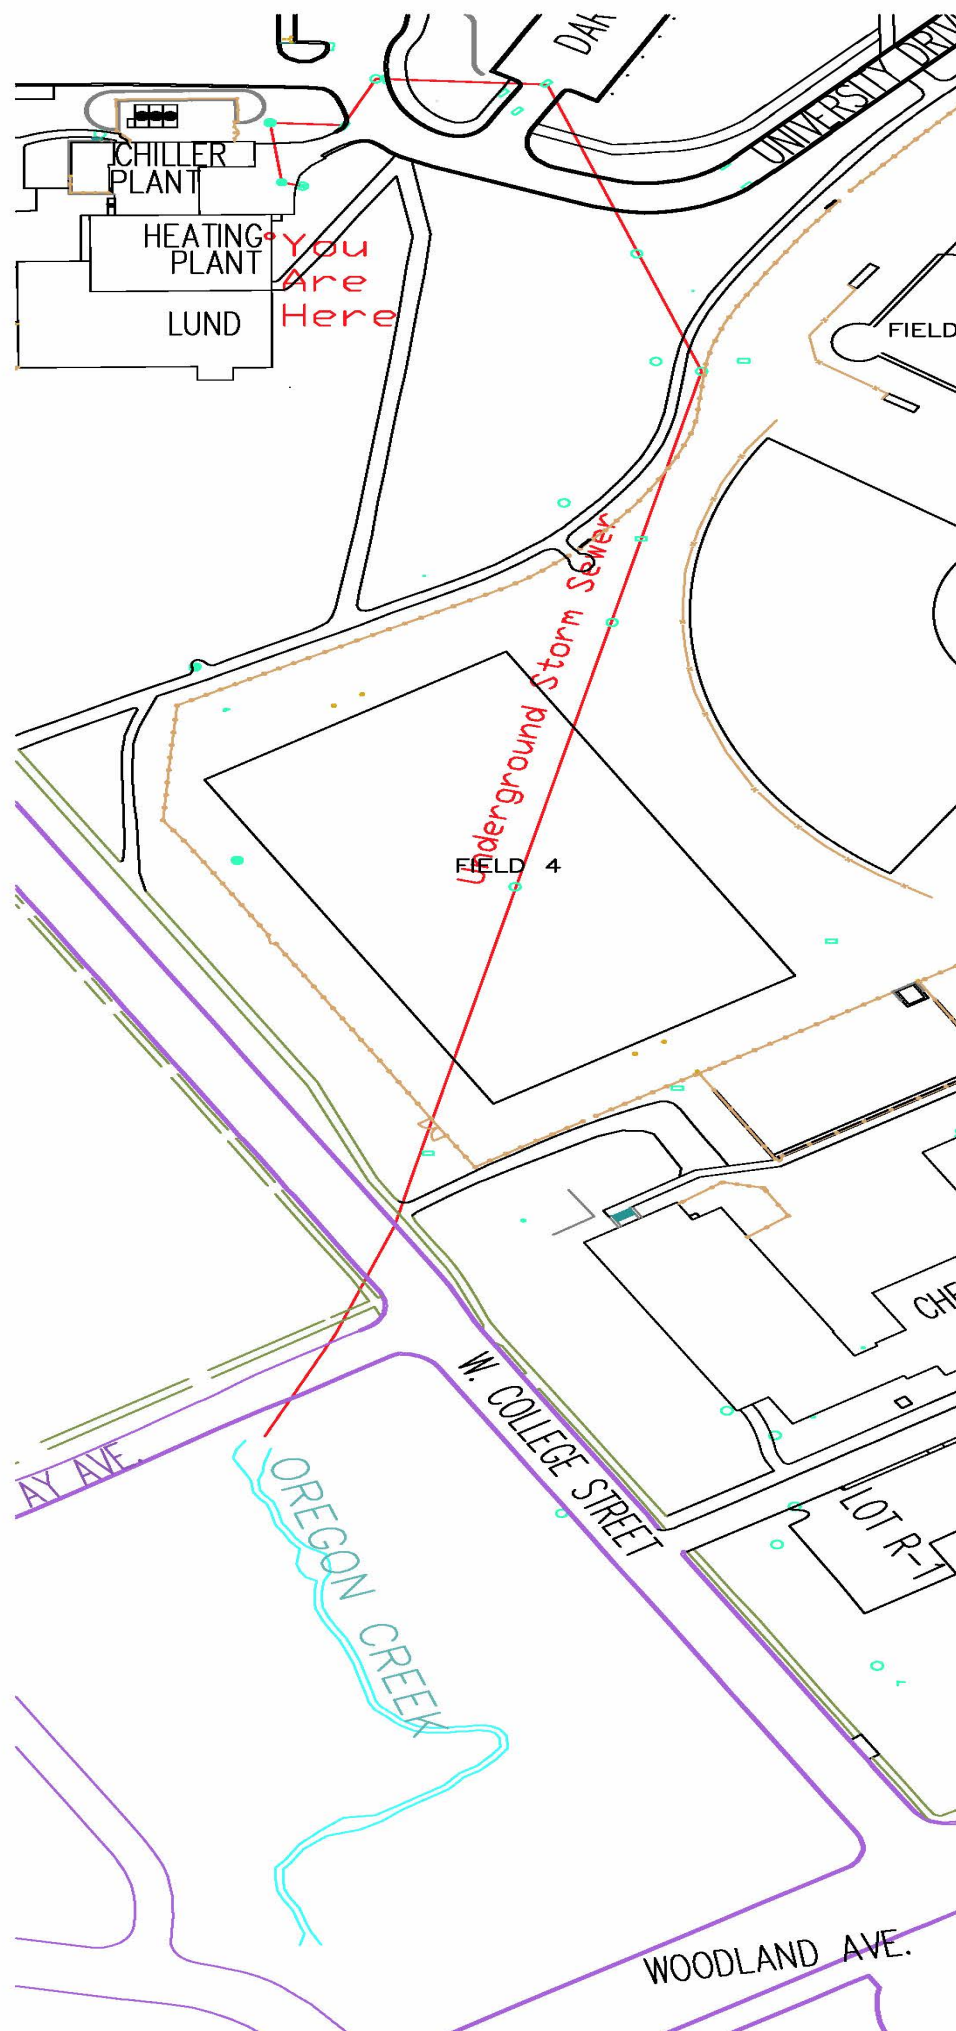 DAR
UNIVERSITY DRIV
CHILLER
PLANT
HEATING
PLANT
You
Are
Here
LUND
FIELD
Underground Storm Sewer
FIELD 4
CHE
W. COLLEGE STREET
AY AVE.
OREGON CREEK
LOT R-1
WOODLAND AVE.